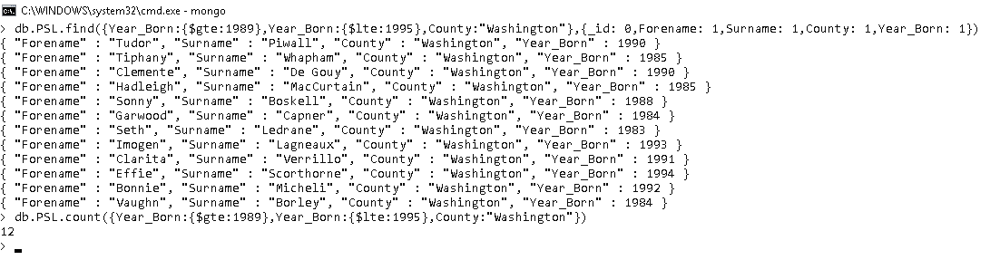 C:\WINDOWS\system32\cmd.exe - mongo
> db.PSL.find({Year_Born:{$gte:1989},Year_Born:{$lte:1995},County:"Washington"},{_id: 0,Forename: 1,Surname: 1,County: 1,Year_Born: 1})
{ "Forename" : "Tudor", "Surname" : "Piwall", "County" : "Washington", "Year_Born" : 1990 }
{ "Forename" : "Tiphany", "Surname" : "Whapham", "County" : "Washington", "Year_Born" : 1985 }
{ "Forename" : "Clemente", "Surname" : "De Gouy", "County" : "Washington", "Year_Born" : 1990 }
{ "Forename" : "Hadleigh", "Surname" : "MacCurtain", "County" : "Washington", "Year_Born" : 1985 }
{ "Forename" : "Sonny", "Surname" : "Boskell", "County" : "Washington", "Year_Born" : 1988 }
{ "Forename" : "Garwood", "Surname" : "Capner", "County" : "Washington", "Year_Born" : 1984 }
{ "Forename" : "Seth", "Surname" : "Ledrane", "County" : "Washington", "Year_Born" : 1983 }
{ "Forename" : "Imogen", "Surname" : "Lagneaux", "County" : "Washington", "Year_Born" : 1993 }
{ "Forename" : "Clarita", "Surname" : "Verrillo", "County" : "Washington", "Year_Born" : 1991 }
{ "Forename" : "Effie", "Surname" : "Scorthorne", "County" : "Washington", "Year_Born" : 1994 }
{ "Forename" : "Bonnie", "Surname" : "Micheli", "County" : "Washington", "Year_Born" : 1992 }
{ "Forename" : "Vaughn", "Surname" : "Borley", "County" : "Washington", "Year_Born" : 1984 }
> db.PSL.count({Year_Born:{$gte:1989},Year_Born:{$lte:1995},County:"Washington"})
12
>